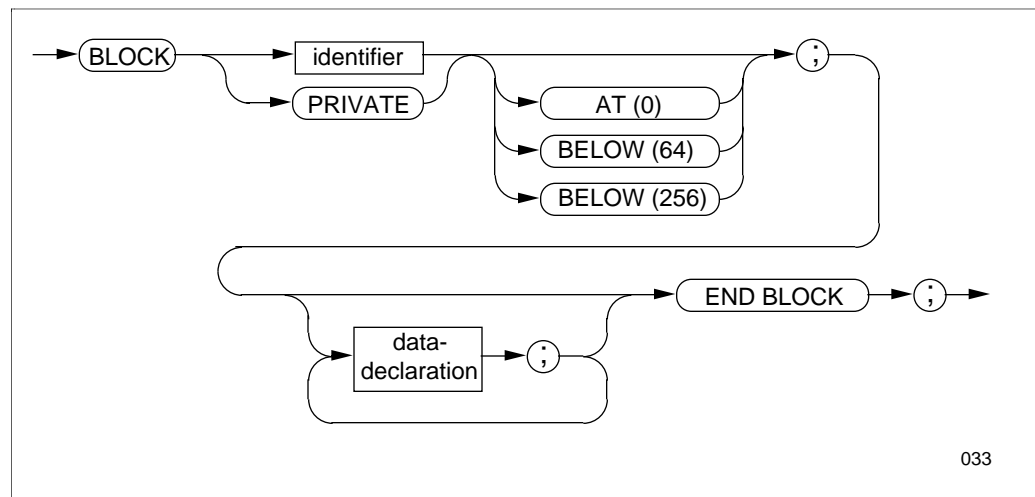 BLOCK
identifier
;
PRIVATE
AT (0)
BELOW (64)
BELOW (256)
data-
declaration
;
END BLOCK
;
033